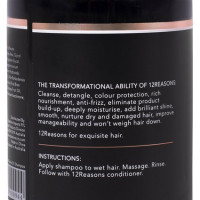 THE TRANSFORMATIONAL ABILITY OF 12REASONS
Cleanse, detangle, colour protection, rich
nourishment, anti-frizz, eliminate product
build-up, deeply moisturise, add brilliant shine,
smooth, nurture dry and damaged hair, improve
manageability and won't weigh hair down.
12Reasons for exquisite hair.
INSTRUCTIONS:
Apply shampoo to wet hair. Massage. Rinse.
Follow with 12Reasons conditioner.